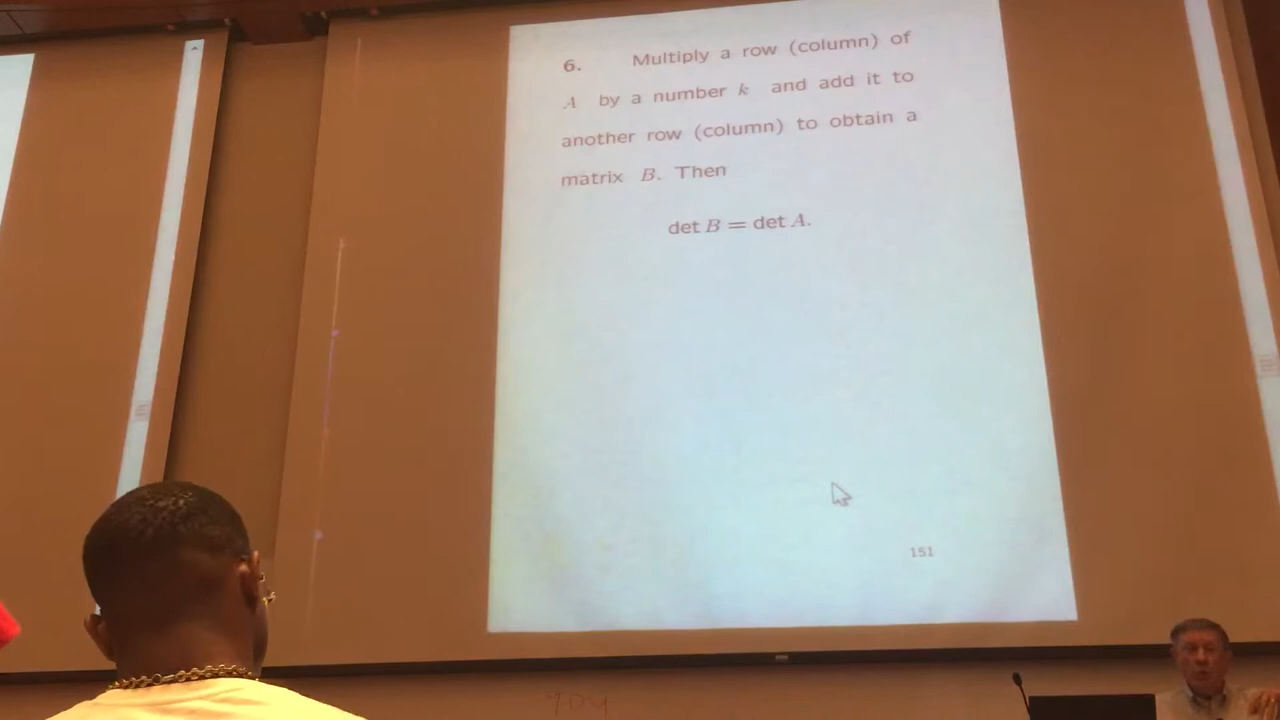 6. Multiply a row (column) of
A by a number k and add it to
another row (column) to obtain a
matrix B. Then
det B = det A.
151